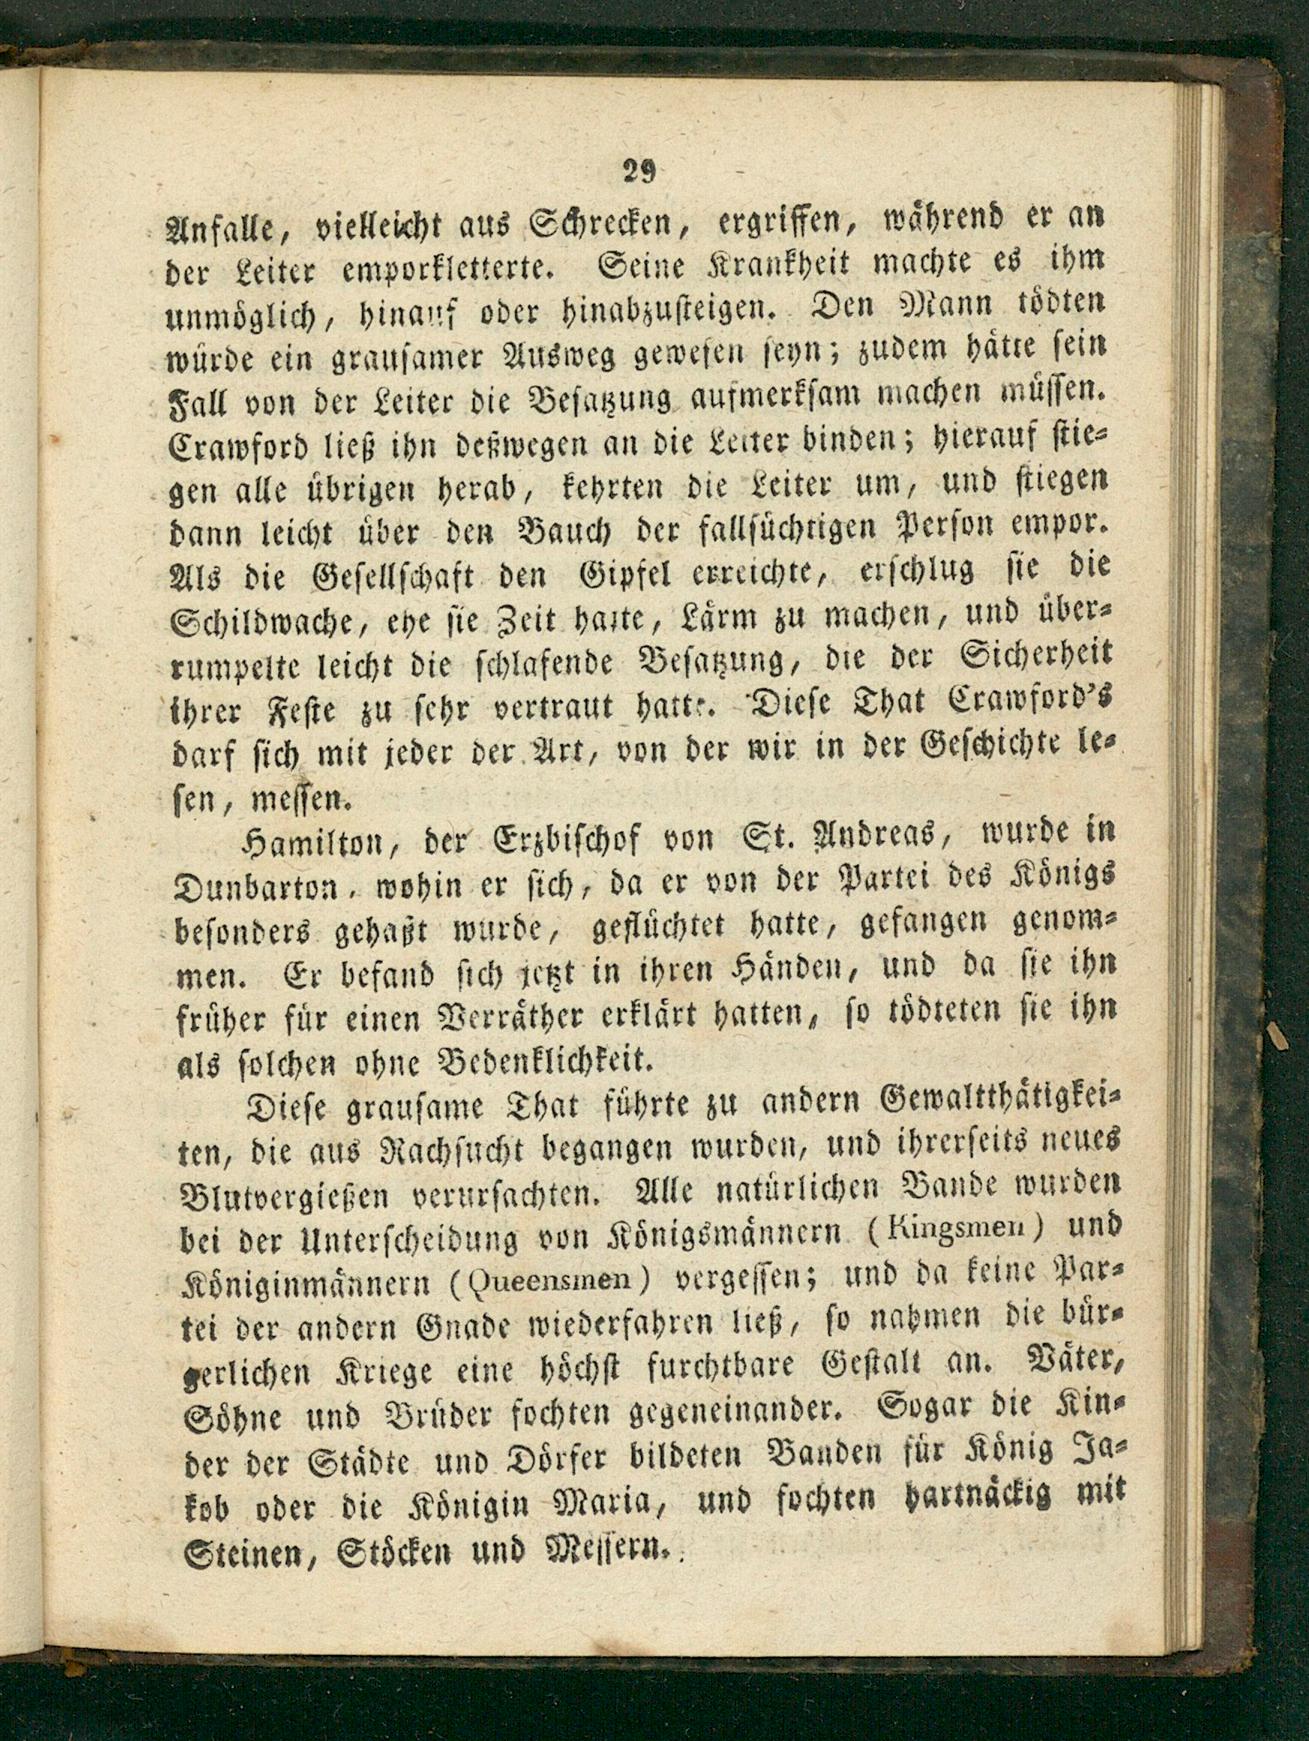 29
Anfalle, vielleicht aus Schrecken, ergriffen, während er an
der Leiter emporkletterte. Seine Krankheit machte es ihm
unmöglich, hinauf oder hinabzusteigen. Den Mann tödten
würde ein grausamer Ausweg gewesen seyn; zudem hätte sein
Fall von der Leiter die Besatzung aufmerksam machen müssen.
Crawford ließ ihn deßwegen an die Leiter binden; hierauf stie-
gen alle übrigen herab, kehrten die Leiter um, und stiegen
dann leicht über den Bauch der fallsüchtigen Person empor.
Als die Gesellschaft den Gipfel erreichte, erschlug sie die
Schildwache, ehe sie Zeit hatte, Lärm zu machen, und über-
rumpelte leicht die schlafende Besatzung, die der Sicherheit
ihrer Feste zu sehr vertraut hatte. Diese That Crawford's
darf sich mit jeder der Art, von der wir in der Geschichte le-
sen, messen.
Hamilton, der Erzbischof von St. Andreas, wurde in
Dunbarton, wohin er sich, da er von der Partei des Königs
besonders gehaßt wurde, geflüchtet hatte, gefangen genom-
men. Er befand sich jetzt in ihren Händen, und da sie ihn
früher für einen Verräther erklärt hatten, so tödteten sie ihn
als solchen ohne Bedenklichkeit.
Diese grausame That führte zu andern Gewaltthätigkei-
ten, die aus Rachsucht begangen wurden, und ihrerseits neues
Blutvergießen verursachten. Alle natürlichen Bande wurden
bei der Unterscheidung von Königsmännern (Kingsmen) und
Königinmännern (Queensmen) vergessen; und da keine Par-
tei der andern Gnade wiederfahren ließ, so nahmen die bür-
gerlichen Kriege eine höchst furchtbare Gestalt an. Väter,
Söhne und Brüder fochten gegeneinander. Sogar die Kin-
der der Städte und Dörfer bildeten Banden für König Ja-
kob oder die Königin Maria, und fochten hartnäckig mit
Steinen, Stöcken und Messern.